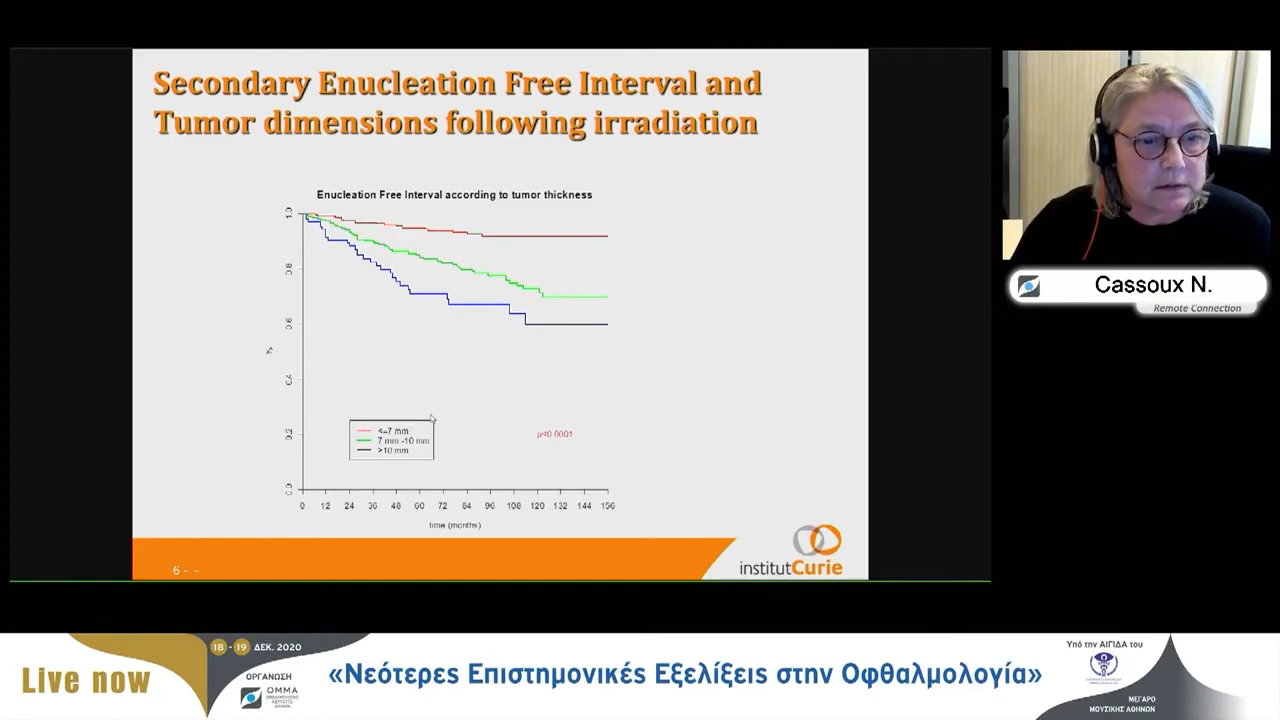 Secondary Enucleation Free Interval and
Tumor dimensions following irradiation
Enucleation Free Interval according to tumor thickness
1.0
0.8
0.6
0.4
0.2
0.0
<=7 mm
7 mm -10 mm
>10 mm
p<0.0001
0 12 24 36 48 60 72 84 96 108 120 132 144 156
time (months)
6 - -
institutCurie
Cassoux N.
Remote Connection
Live now
18 - 19 ΔΕΚ. 2020
ΟΡΓΑΝΩΣΗ
ΟΜΜΑ
«Νεότερες Επιστημονικές Εξελίξεις στην Οφθαλμολογία»
Υπό την ΑΙΓΙΔΑ του
ΜΕΓΑΡΟ
ΜΟΥΣΙΚΗΣ ΑΘΗΝΩΝ